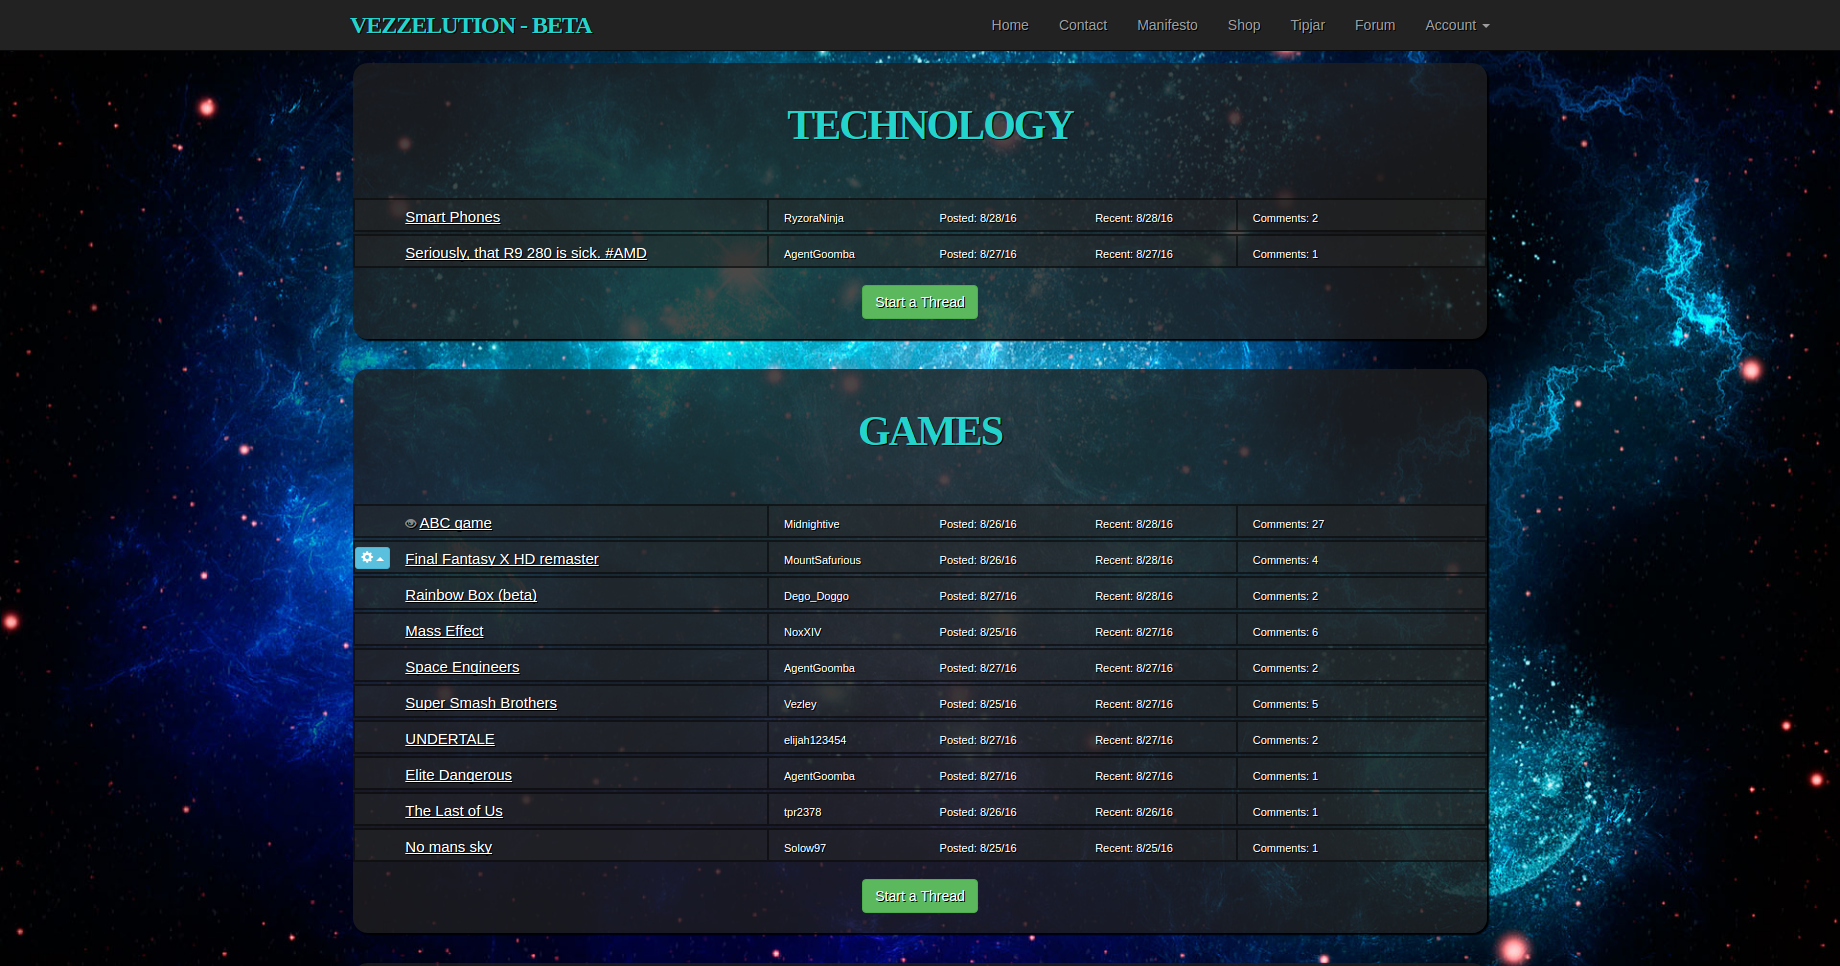 VEZZELUTION - BETA Home Contact Manifesto Shop Tipjar Forum Account
TECHNOLOGY
Smart Phones RyzoraNinja Posted: 8/28/16 Recent: 8/28/16 Comments: 2
Seriously, that R9 280 is sick. #AMD AgentGoomba Posted: 8/27/16 Recent: 8/27/16 Comments: 1
Start a Thread
GAMES
ABC game Midnightive Posted: 8/26/16 Recent: 8/28/16 Comments: 27
Final Fantasy X HD remaster MountSafurious Posted: 8/26/16 Recent: 8/28/16 Comments: 4
Rainbow Box (beta) Dego_Doggo Posted: 8/27/16 Recent: 8/28/16 Comments: 2
Mass Effect NoxXIV Posted: 8/25/16 Recent: 8/27/16 Comments: 6
Space Engineers AgentGoomba Posted: 8/27/16 Recent: 8/27/16 Comments: 2
Super Smash Brothers Vezley Posted: 8/25/16 Recent: 8/27/16 Comments: 5
UNDERTALE elijah123454 Posted: 8/27/16 Recent: 8/27/16 Comments: 2
Elite Dangerous AgentGoomba Posted: 8/27/16 Recent: 8/27/16 Comments: 1
The Last of Us tpr2378 Posted: 8/26/16 Recent: 8/26/16 Comments: 1
No mans sky Solow97 Posted: 8/25/16 Recent: 8/25/16 Comments: 1
Start a Thread